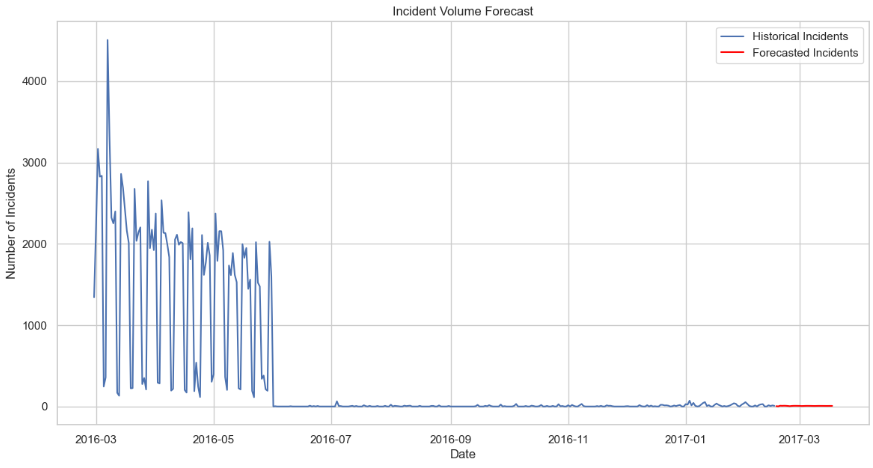 Incident Volume Forecast
Historical Incidents
Forecasted Incidents
Number of Incidents
4000
3000
2000
1000
0
2016-03
2016-05
2016-07
2016-09
2016-11
2017-01
2017-03
Date